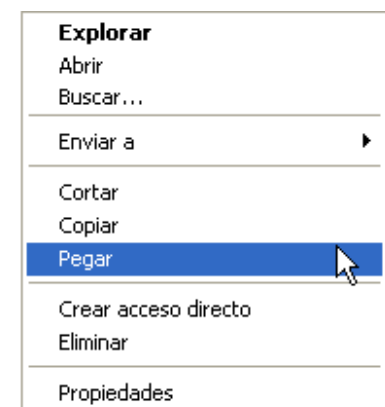 Explorar
Abrir
Buscar...
Enviar a
Cortar
Copiar
Pegar
Crear acceso directo
Eliminar
Propiedades